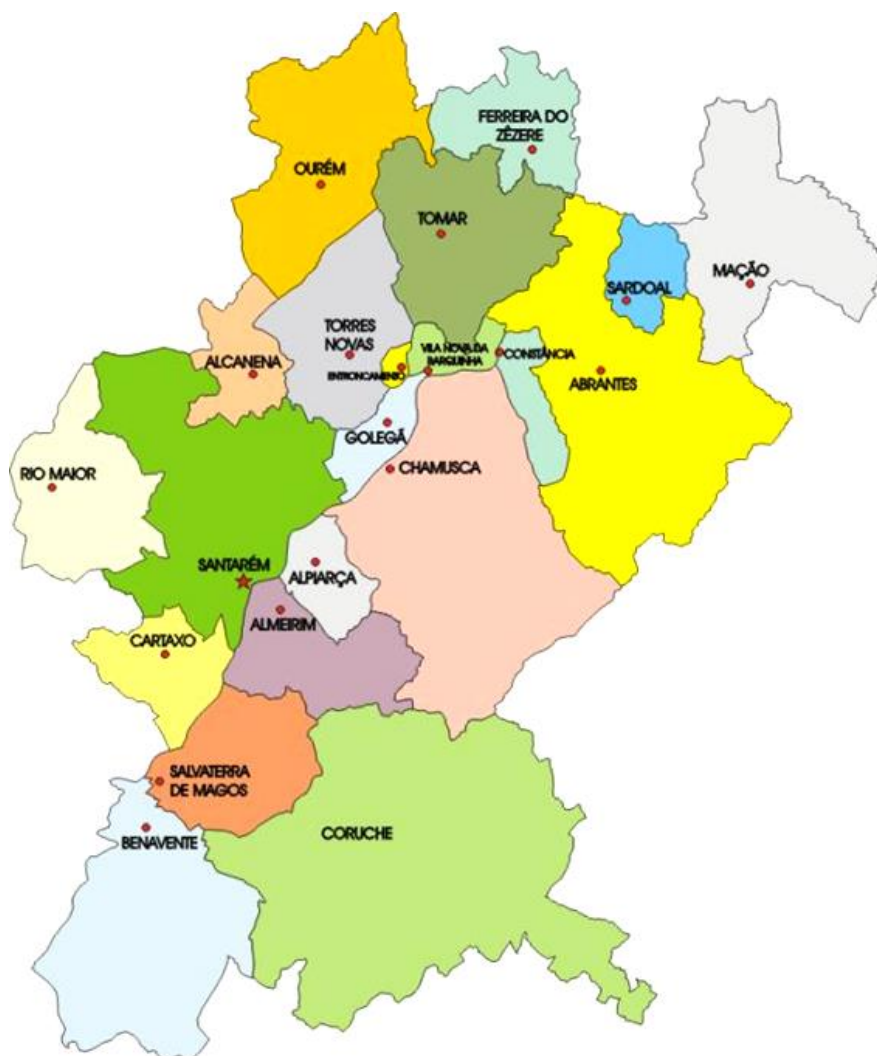 FERREIRA DO
ZÊZERE
OURÉM
TOMAR
MAÇÃO
SARDOAL
TORRES
NOVAS
VILA NOVA DA
BARQUINHA
CONSTÂNCIA
ALCANENA
ENTRONCAMENTO
ABRANTES
GOLEGÃ
CHAMUSCA
RIO MAIOR
SANTARÉM
ALPIARÇA
ALMEIRIM
CARTAXO
SALVATERRA
DE MAGOS
CORUCHE
BENAVENTE